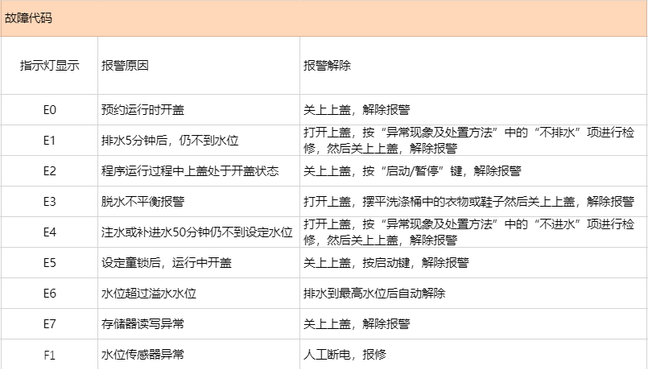 故障代码
指示灯显示 报警原因 报警解除
E0 预约运行时开盖 关上上盖，解除报警
E1 排水5分钟后，仍不到水位 打开上盖，按“异常现象及处置方法”中的“不排水”项进行检
修，然后关上上盖，解除报警
E2 程序运行过程中上盖处于开盖状态 关上上盖，按“启动/暂停”键，解除报警
E3 脱水不平衡报警 打开上盖，摆平洗涤桶中的衣物或鞋子然后关上上盖，解除报警
E4 注水或补进水50分钟仍不到设定水位 打开上盖，按“异常现象及处置方法”中的“不进水”项进行检
修，然后关上上盖，解除报警
E5 设定童锁后，运行中开盖 关上上盖，按启动键，解除报警
E6 水位超过溢水水位 排水到最高水位后自动解除
E7 存储器读写异常 关上上盖，解除报警
F1 水位传感器异常 人工断电，报修